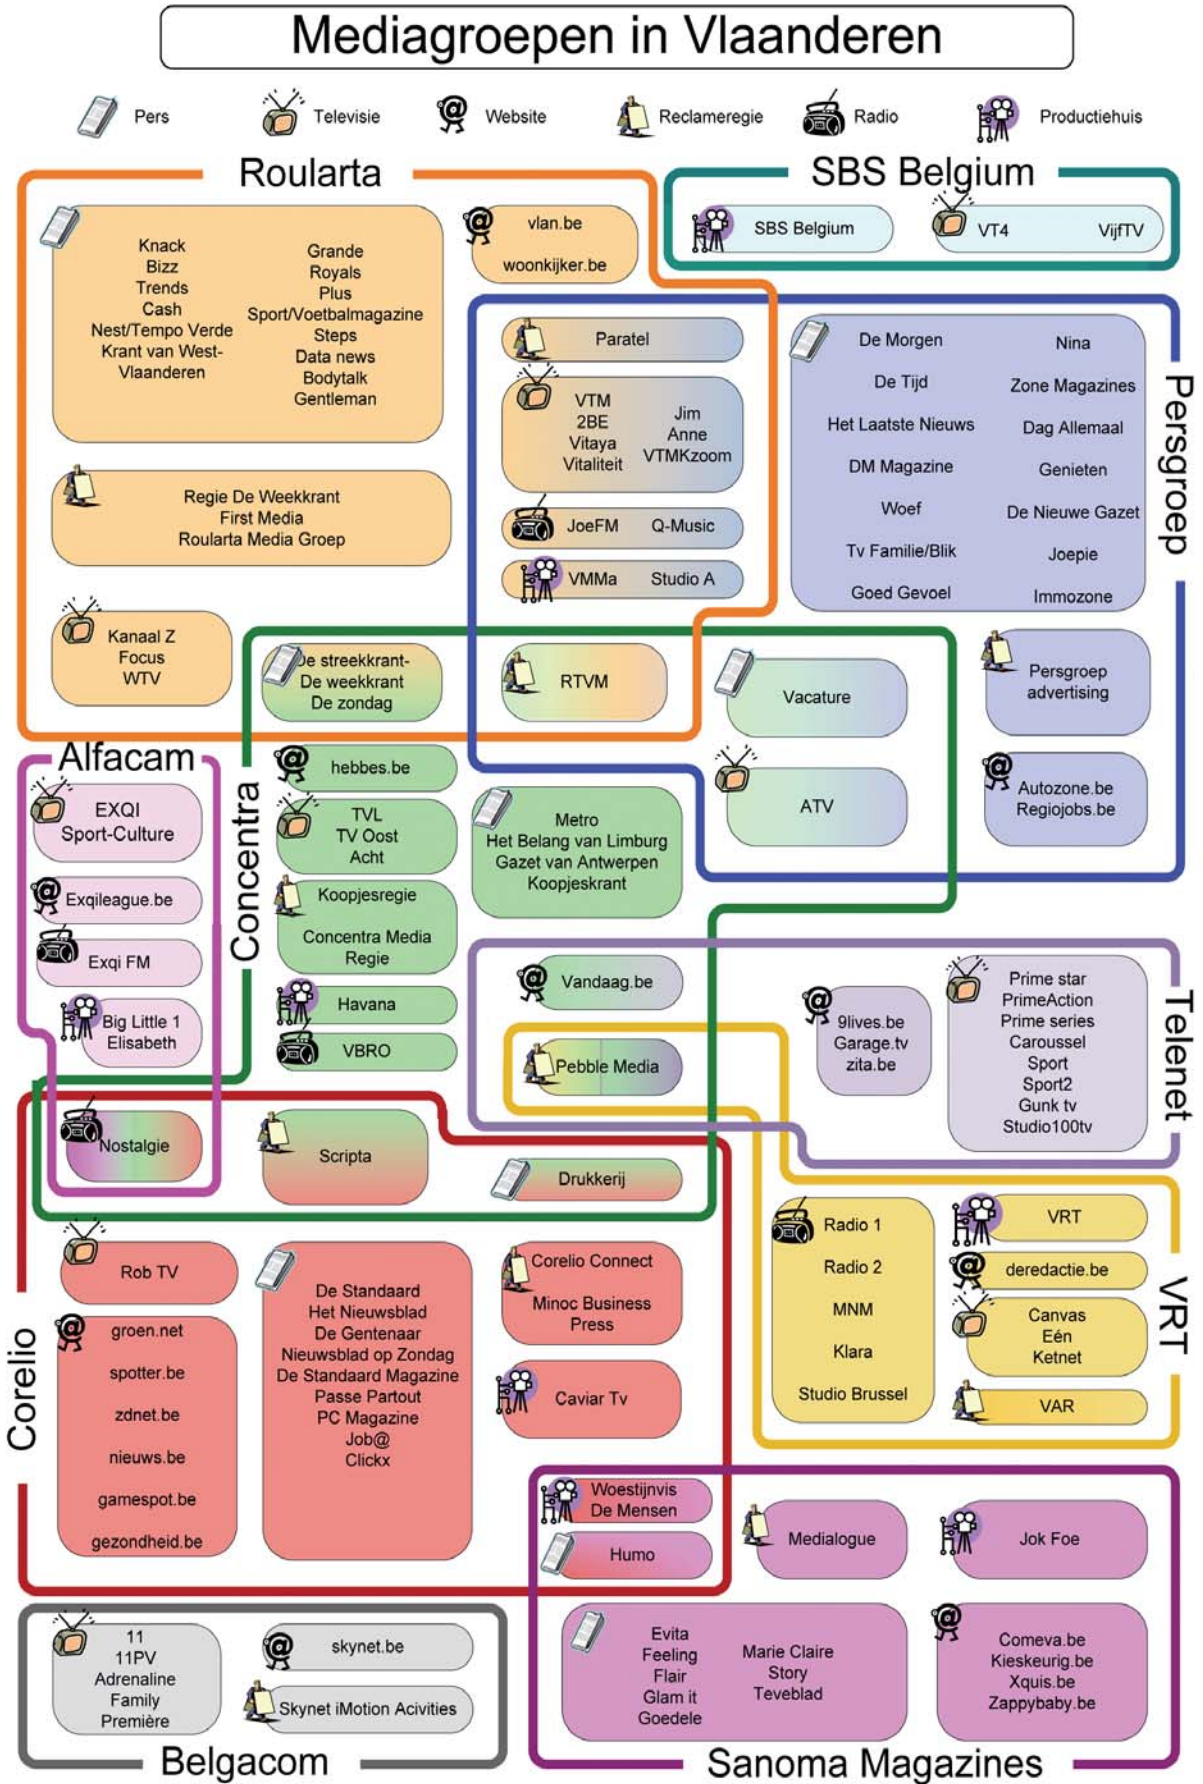 Mediagroepen in Vlaanderen
Pers
Televisie
Website
Reclameregie
Radio
Productiehuis
Roularta
Knack
Bizz
Trends
Cash
Nest/Tempo Verde
Krant van West-
Vlaanderen
Grande
Royals
Plus
Sport/Voetbalmagazine
Steps
Data news
Bodytalk
Gentleman
vlan.be
woonkijker.be
Regie De Weekkrant
First Media
Roularta Media Groep
Kanaal Z
Focus
WTV
De streekkrant-
De weekkrant
De zondag
SBS Belgium
SBS Belgium
VT4
VijfTV
Persgroep
Paratel
VTM
2BE
Vitaya
Vitaliteit
Jim
Anne
VTMKzoom
JoeFM
Q-Music
VMMa
Studio A
RTVM
De Morgen
De Tijd
Het Laatste Nieuws
DM Magazine
Woef
Tv Familie/Blik
Goed Gevoel
Nina
Zone Magazines
Dag Allemaal
Genieten
De Nieuwe Gazet
Joepie
Immozone
Vacature
Persgroep
advertising
ATV
Autozone.be
Regiojobs.be
Alfacam
EXQI
Sport-Culture
Exqileague.be
Exqi FM
Big Little 1
Elisabeth
Nostalgie
Concentra
hebbes.be
TVL
TV Oost
Acht
Koopjesregie
Concentra Media
Regie
Havana
VBRO
Metro
Het Belang van Limburg
Gazet van Antwerpen
Koopjeskrant
Scripta
Drukkerij
Telenet
Vandaag.be
Pebble Media
9lives.be
Garage.tv
zita.be
Prime star
PrimeAction
Prime series
Caroussel
Sport
Sport2
Gunk tv
Studio100tv
VRT
Radio 1
Radio 2
MNM
Klara
Studio Brussel
VRT
deredactie.be
Canvas
Eén
Ketnet
VAR
Corelio
Rob TV
groen.net
spotter.be
zdnet.be
nieuws.be
gamespot.be
gezondheid.be
De Standaard
Het Nieuwsblad
De Gentenaar
Nieuwsblad op Zondag
De Standaard Magazine
Passe Partout
PC Magazine
Job@
Clickx
Corelio Connect
Minoc Business
Press
Caviar Tv
Woestijnvis
De Mensen
Humo
Medialogue
Jok Foe
Evita
Feeling
Flair
Glam it
Goedele
Marie Claire
Story
Teveblad
Comeva.be
Kieskeurig.be
Xquis.be
Zappybaby.be
Sanoma Magazines
11
11PV
Adrenaline
Family
Première
skynet.be
Skynet iMotion Acivities
Belgacom